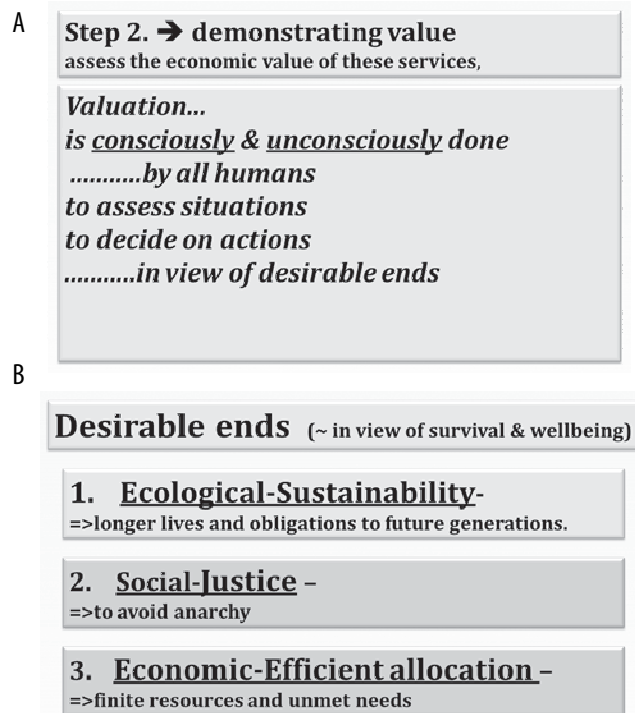 A
Step 2. ➔ demonstrating value
assess the economic value of these services,
Valuation...
is consciously & unconsciously done
...........by all humans
to assess situations
to decide on actions
...........in view of desirable ends
B
Desirable ends (~ in view of survival & wellbeing)
1. Ecological-Sustainability-
=>longer lives and obligations to future generations.
2. Social-Justice –
=>to avoid anarchy
3. Economic-Efficient allocation –
=>finite resources and unmet needs